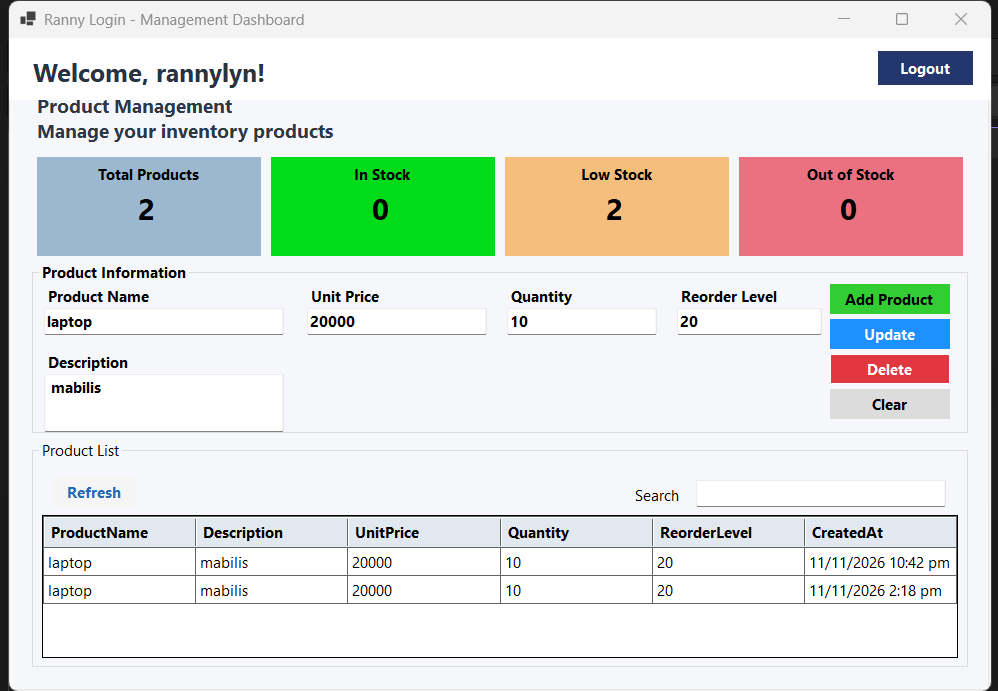 Ranny Login - Management Dashboard
Welcome, rannylyn!
Logout
Product Management
Manage your inventory products
Total Products
2
In Stock
0
Low Stock
2
Out of Stock
0
Product Information
Product Name Unit Price Quantity Reorder Level
laptop 20000 10 20
Add Product
Update
Delete
Clear
Description
mabilis
Product List
Refresh
Search
ProductName Description UnitPrice Quantity ReorderLevel CreatedAt
laptop mabilis 20000 10 20 11/11/2026 10:42 pm
laptop mabilis 20000 10 20 11/11/2026 2:18 pm